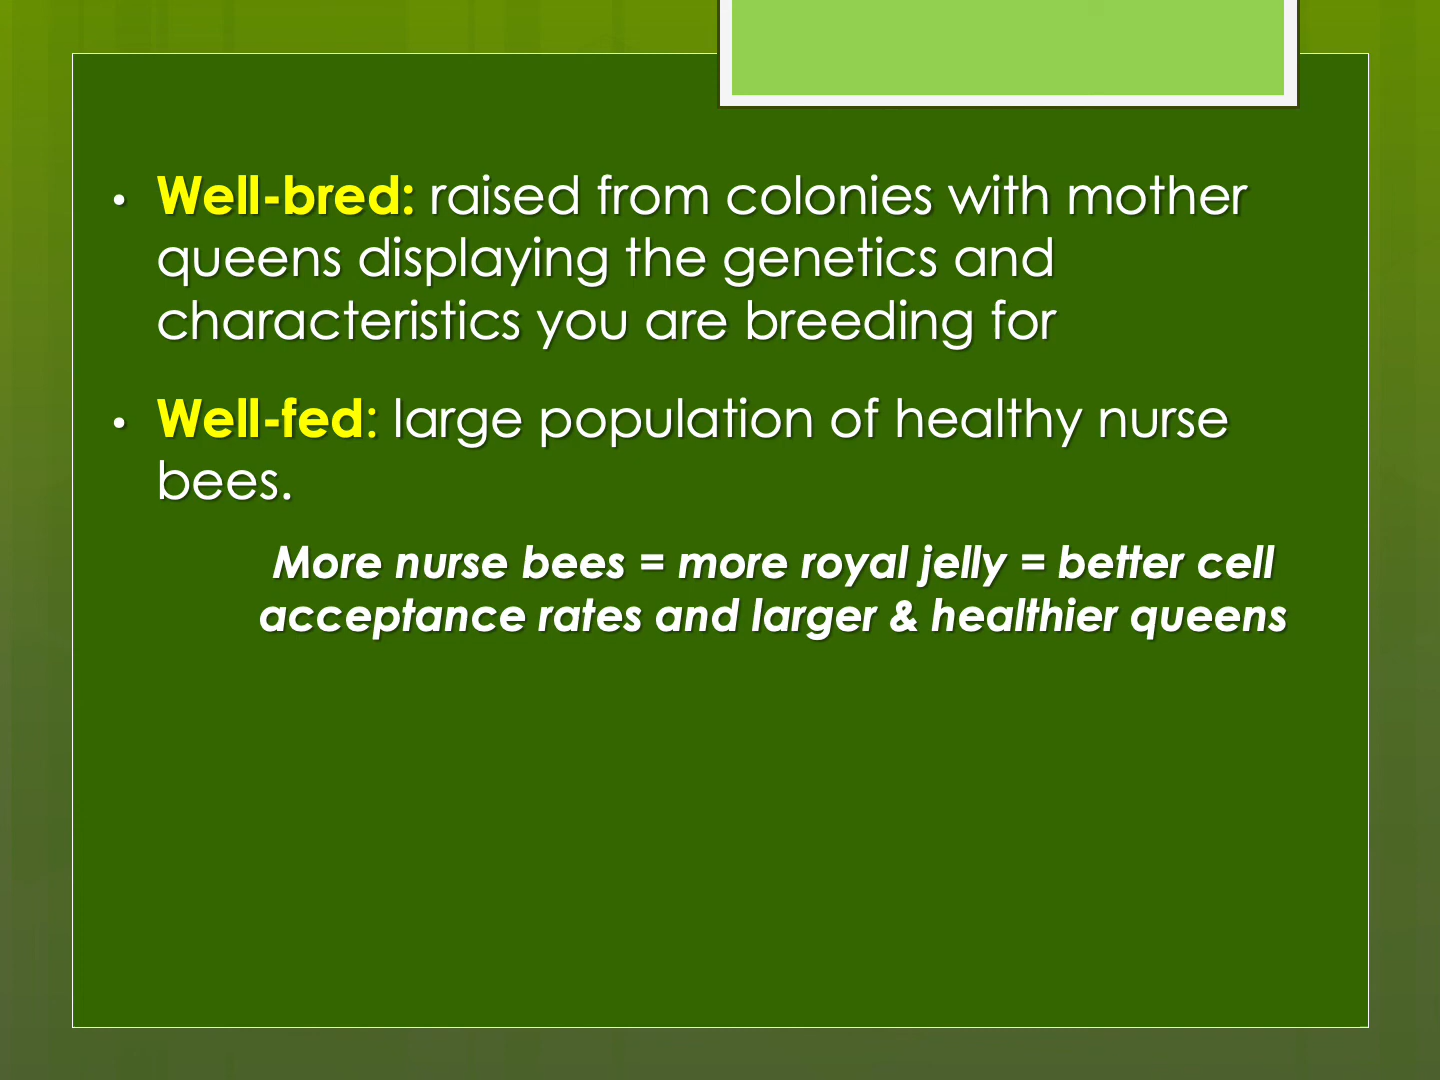 • Well-bred: raised from colonies with mother
queens displaying the genetics and
characteristics you are breeding for
• Well-fed: large population of healthy nurse
bees.
More nurse bees = more royal jelly = better cell
acceptance rates and larger & healthier queens